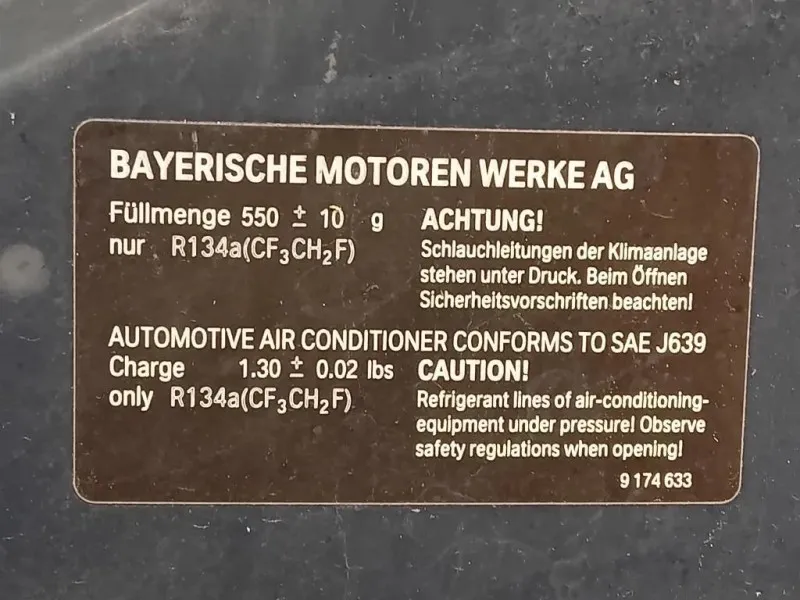 BAYERISCHE MOTOREN WERKE AG
Füllmenge 550 ± 10 g
nur R134a(CF₃CH₂F)
ACHTUNG!
Schlauchleitungen der Klimaanlage
stehen unter Druck. Beim Öffnen
Sicherheitsvorschriften beachten!
AUTOMOTIVE AIR CONDITIONER CONFORMS TO SAE J639
Charge 1.30 ± 0.02 lbs
only R134a(CF₃CH₂F)
CAUTION!
Refrigerant lines of air-conditioning-
equipment under pressure! Observe
safety regulations when opening!
9 174 633